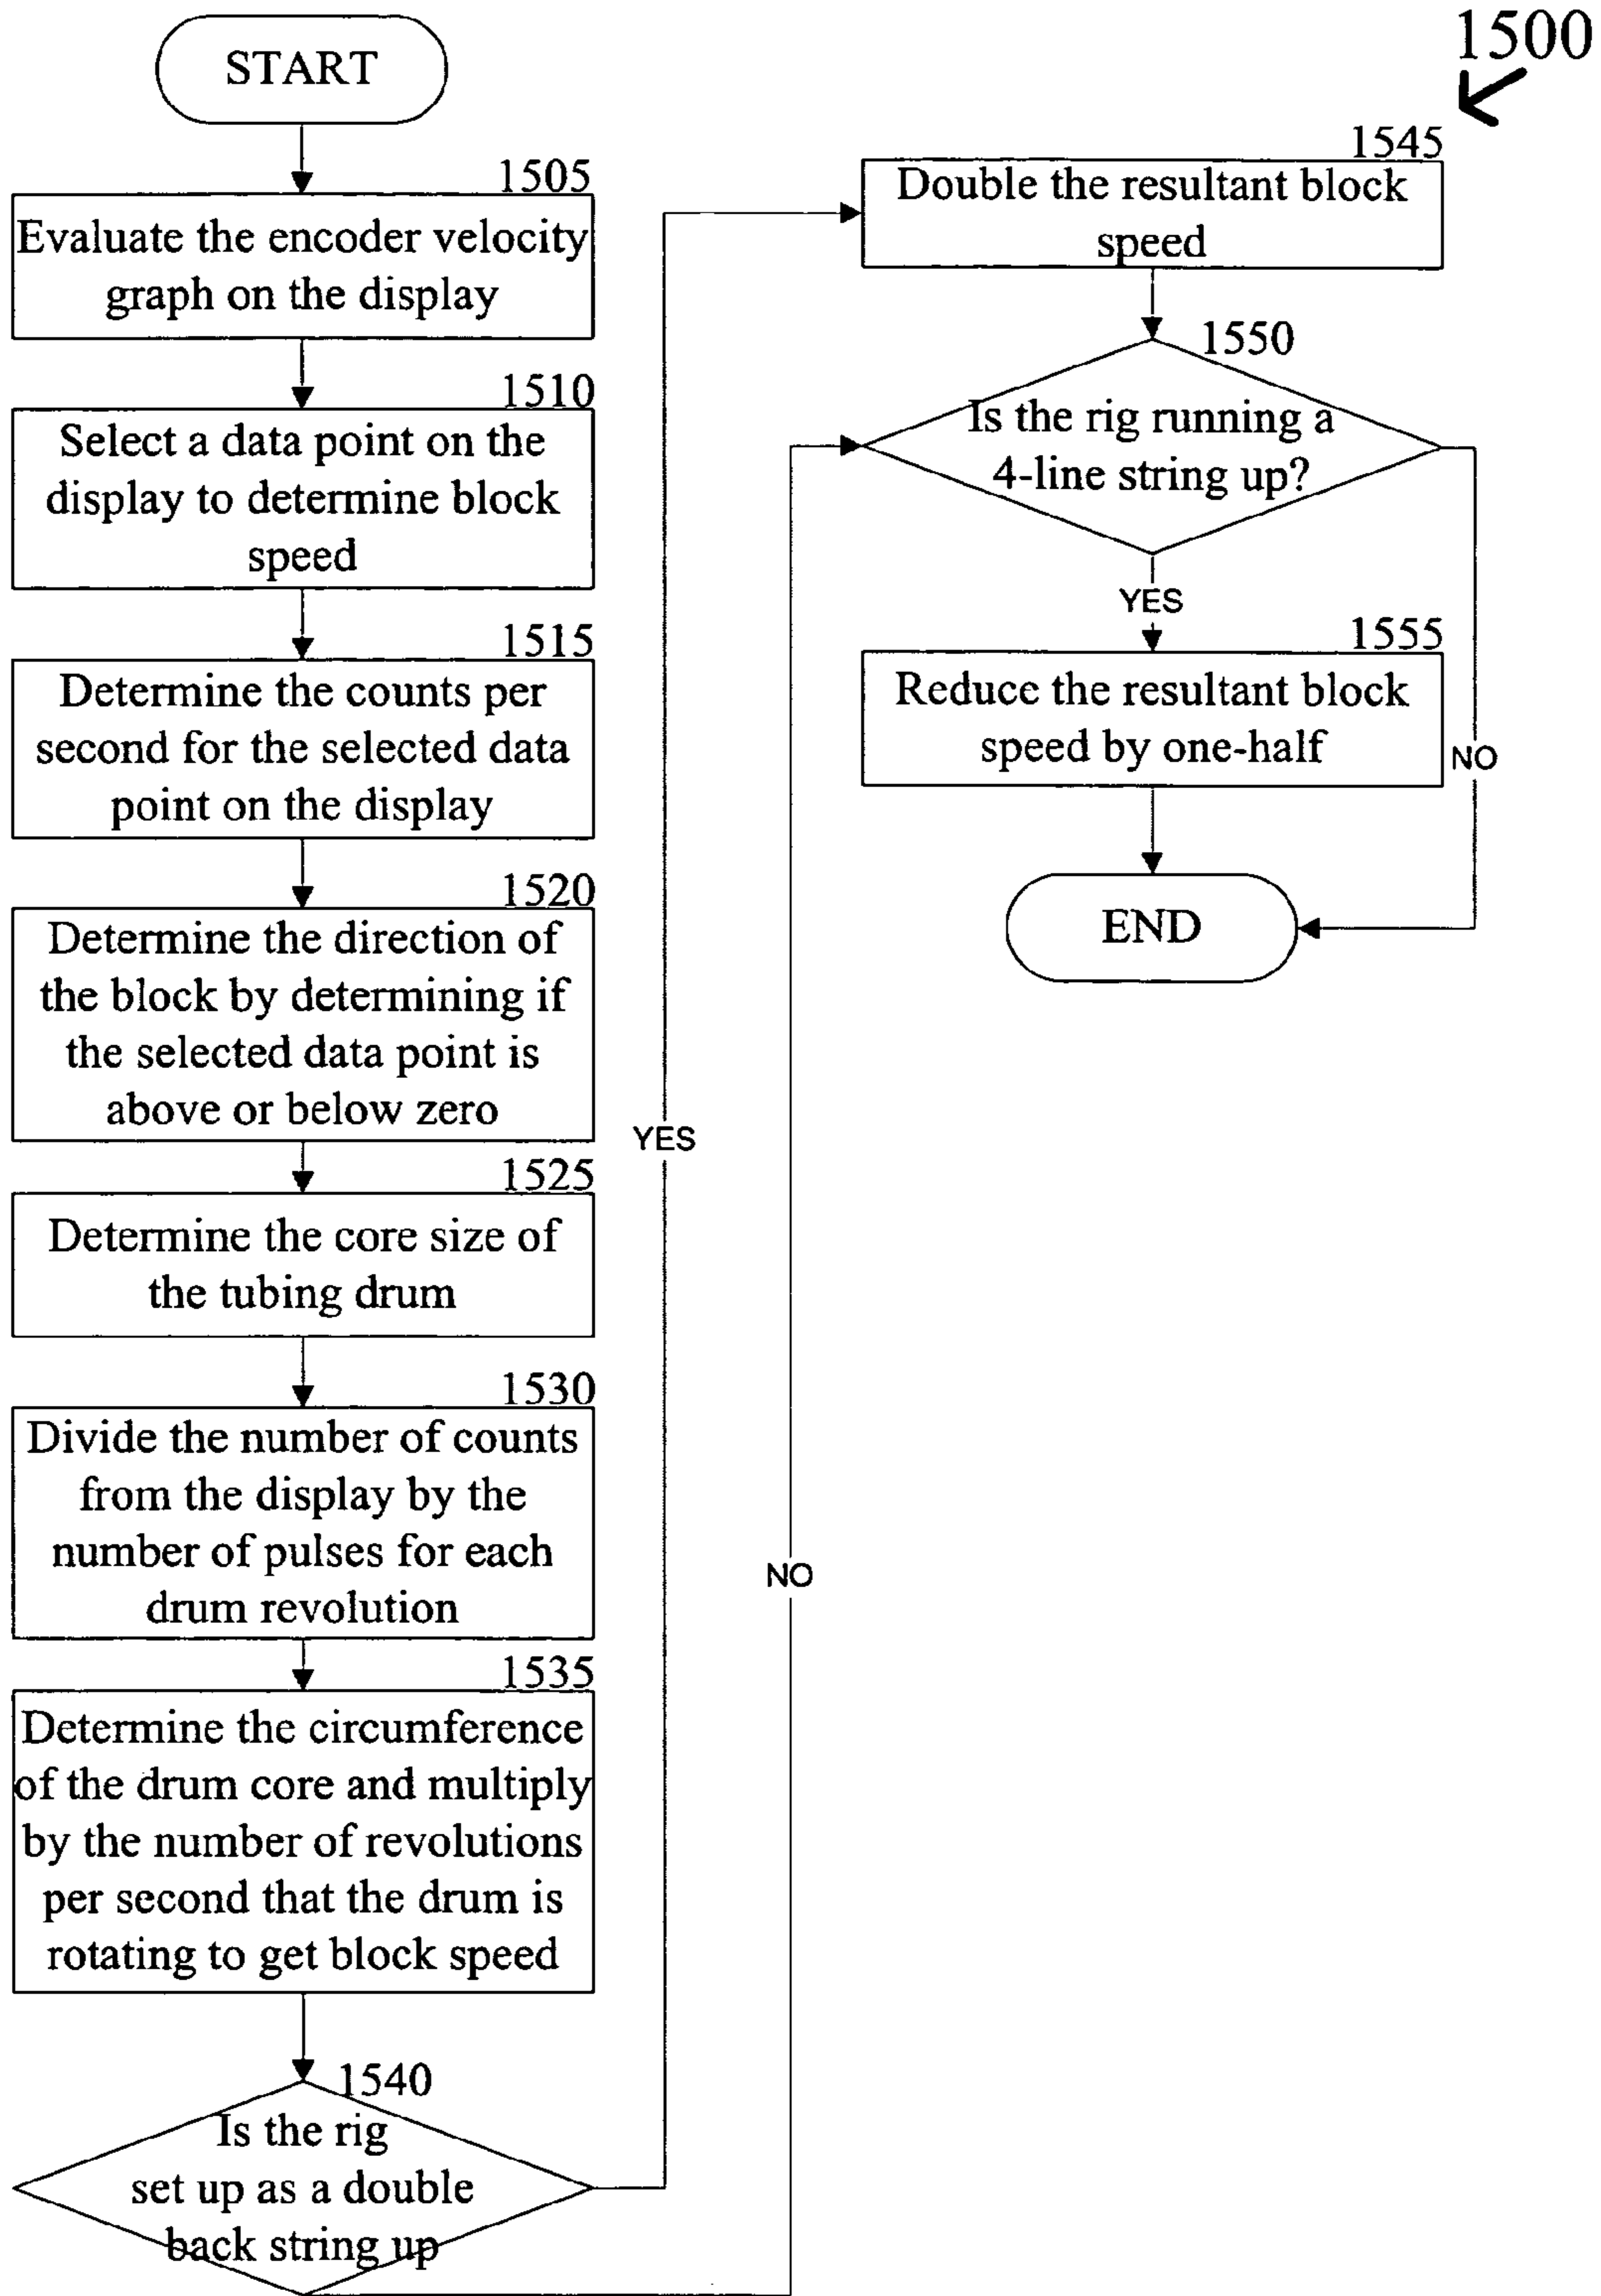 1500
START
1505
Evaluate the encoder velocity
graph on the display
1510
Select a data point on the
display to determine block
speed
1515
Determine the counts per
second for the selected data
point on the display
1520
Determine the direction of
the block by determining if
the selected data point is
above or below zero
1525
Determine the core size of
the tubing drum
1530
Divide the number of counts
from the display by the
number of pulses for each
drum revolution
1535
Determine the circumference
of the drum core and multiply
by the number of revolutions
per second that the drum is
rotating to get block speed
1540
Is the rig
set up as a double
back string up
YES
NO
1545
Double the resultant block
speed
1550
Is the rig running a
4-line string up?
YES
NO
1555
Reduce the resultant block
speed by one-half
END